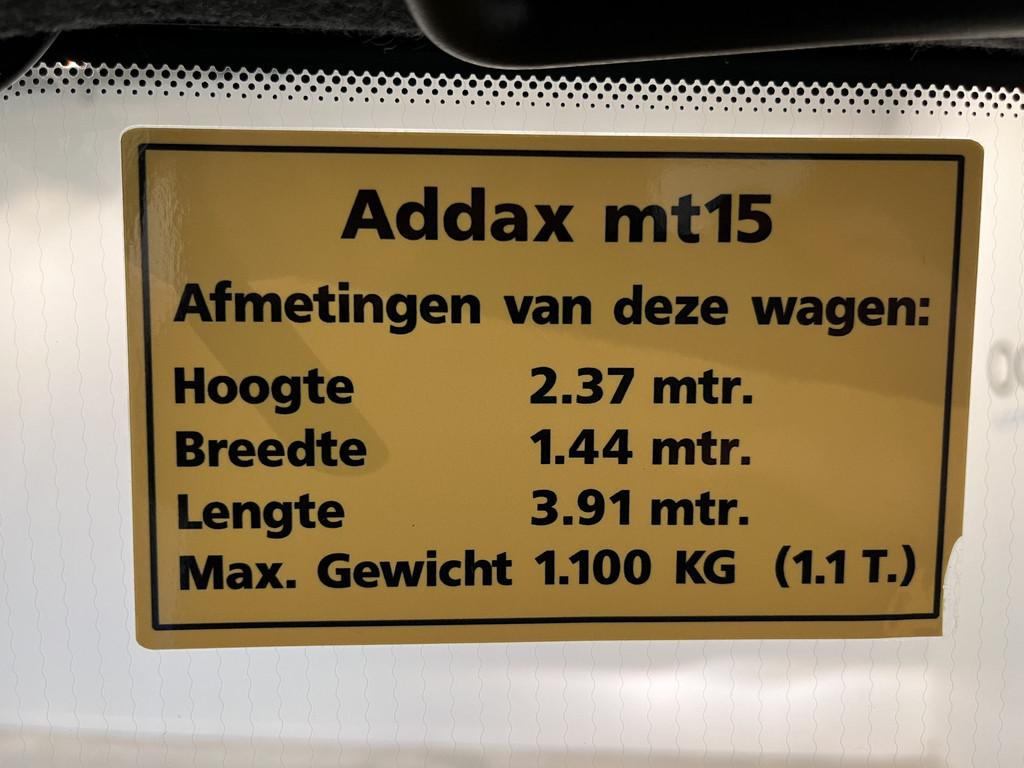 Addax mt15
Afmetingen van deze wagen:
Hoogte 2.37 mtr.
Breedte 1.44 mtr.
Lengte 3.91 mtr.
Max. Gewicht 1.100 KG (1.1 T.)